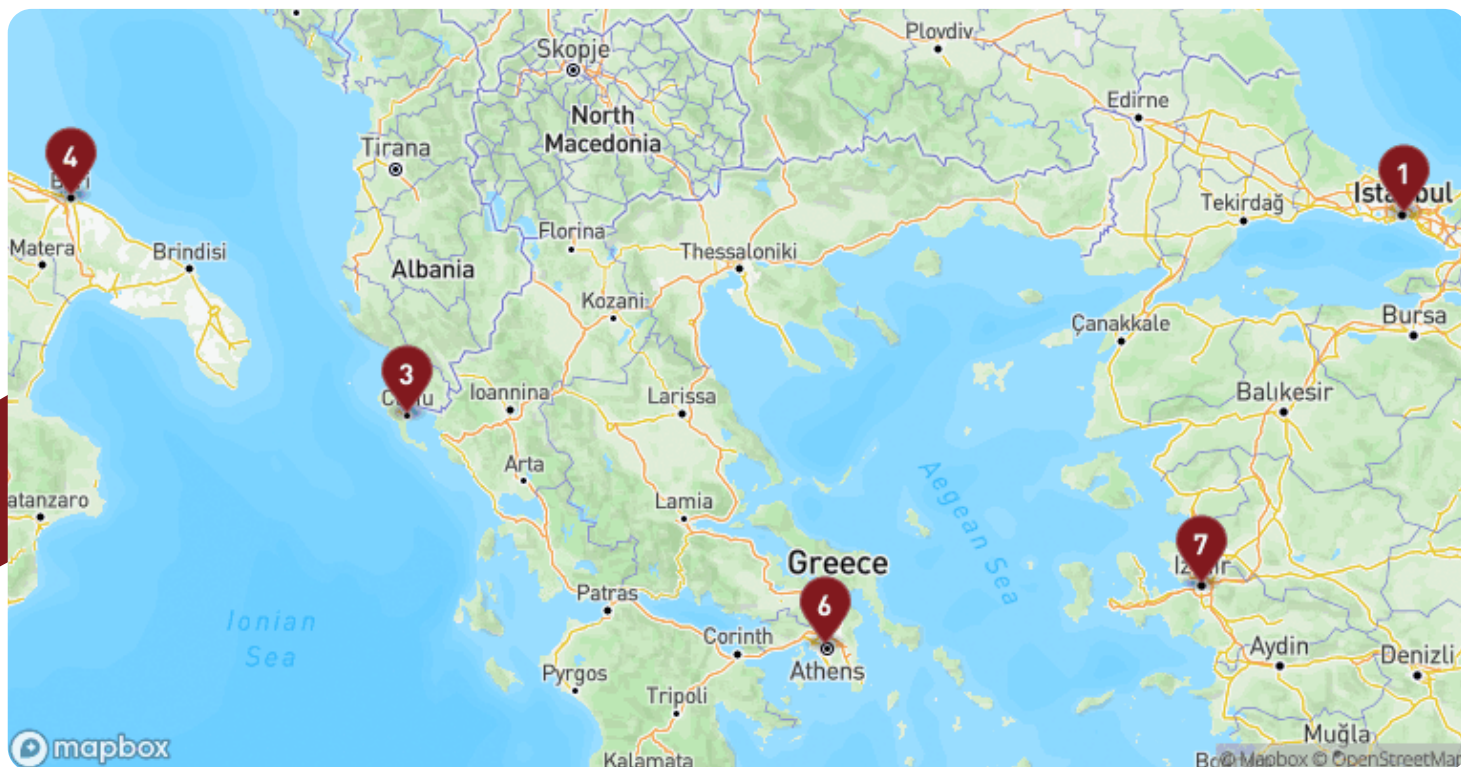 Plovdiv
Skopje
Edirne
North
Macedonia
Tirana
4
1
Istanbul
Tekirdağ
Matera
Brindisi
Florina
Thessaloniki
Albania
Kozani
Bursa
Çanakkale
3
Ioannina
Larissa
Balıkesir
Arta
Aegean Sea
atanzaro
Lamia
7
Izmir
Greece
6
Patras
Ionian
Sea
Corinth
Athens
Aydin
Denizli
Pyrgos
Tripoli
Muğla
mapbox
Kalamata
© Mapbox © OpenStreetMap